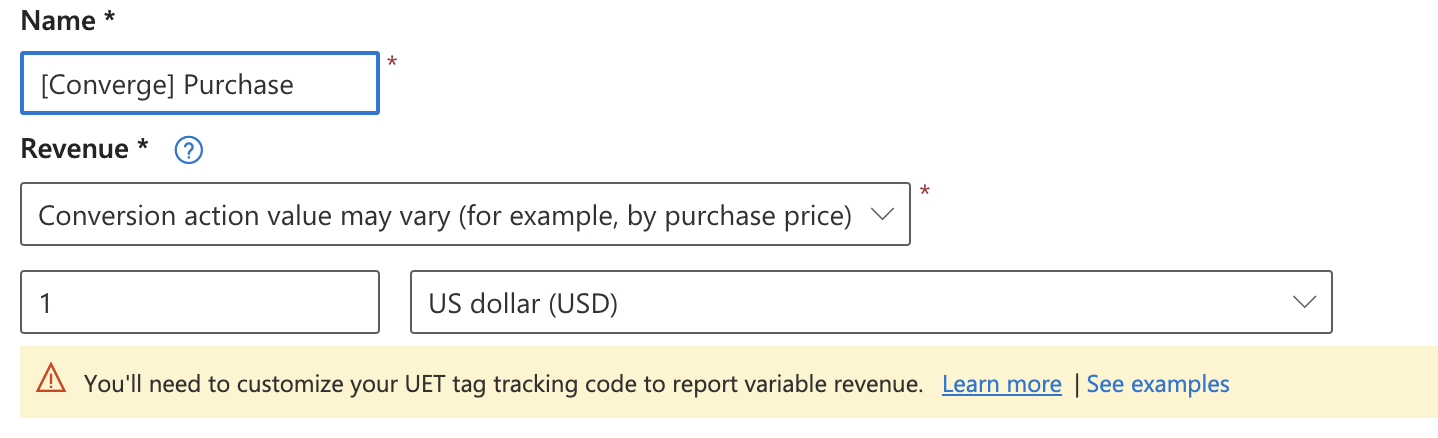 Name *
[Converge] Purchase *
Revenue * ?
Conversion action value may vary (for example, by purchase price) *
1 US dollar (USD)
You'll need to customize your UET tag tracking code to report variable revenue. Learn more | See examples